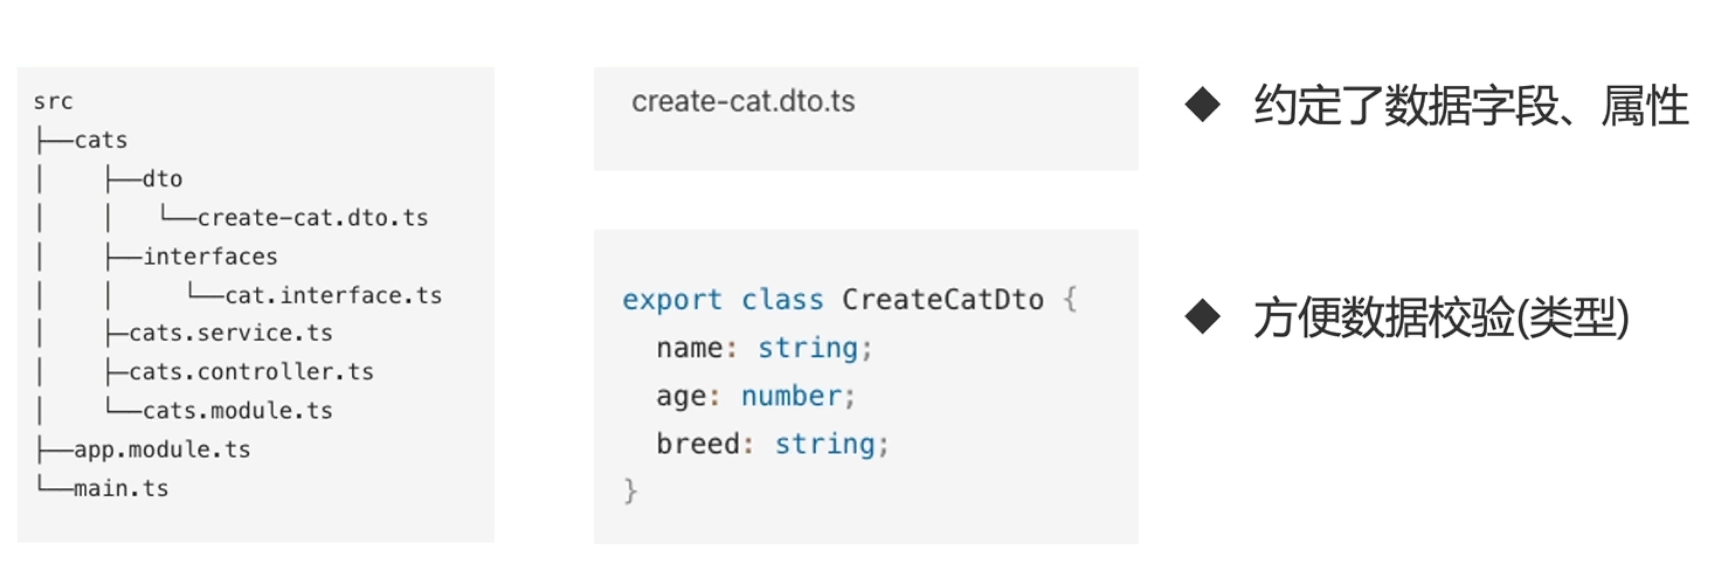 src
├──cats
│    ├──dto
│    │   └──create-cat.dto.ts
│    ├──interfaces
│    │     └──cat.interface.ts
│    ├─cats.service.ts
│    ├─cats.controller.ts
│    └──cats.module.ts
├──app.module.ts
└──main.ts
create-cat.dto.ts
export class CreateCatDto {
  name: string;
  age: number;
  breed: string;
}
◆ 约定了数据字段、属性
◆ 方便数据校验(类型)